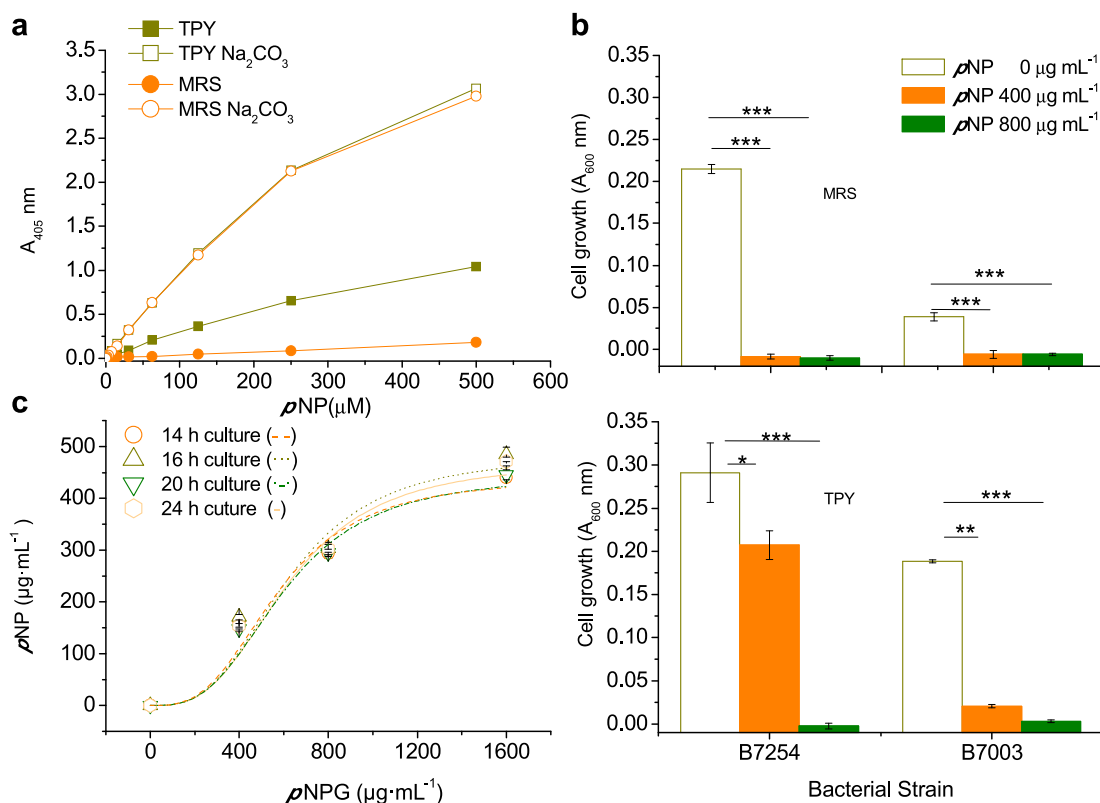 a
TPY
TPY Na₂CO₃
MRS
MRS Na₂CO₃
3.5
3.0
2.5
2.0
1.5
1.0
0.5
0.0
A₄₀₅ nm
0 100 200 300 400 500 600
pNP(μM)
b
pNP 0 μg mL⁻¹
pNP 400 μg mL⁻¹
pNP 800 μg mL⁻¹
0.35
0.30
0.25
0.20
0.15
0.10
0.05
0.00
Cell growth (A₆₀₀ nm)
***
***
MRS
***
***
c
14 h culture (--)
16 h culture (···)
20 h culture (-·-)
24 h cuture (-)
500
400
300
200
100
0
pNP (μg·mL⁻¹)
0 400 800 1200 1600
pNPG (μg·mL⁻¹)
0.35
0.30
0.25
0.20
0.15
0.10
0.05
0.00
Cell growth (A₆₀₀ nm)
***
*
TPY
***
**
B7254 B7003
Bacterial Strain